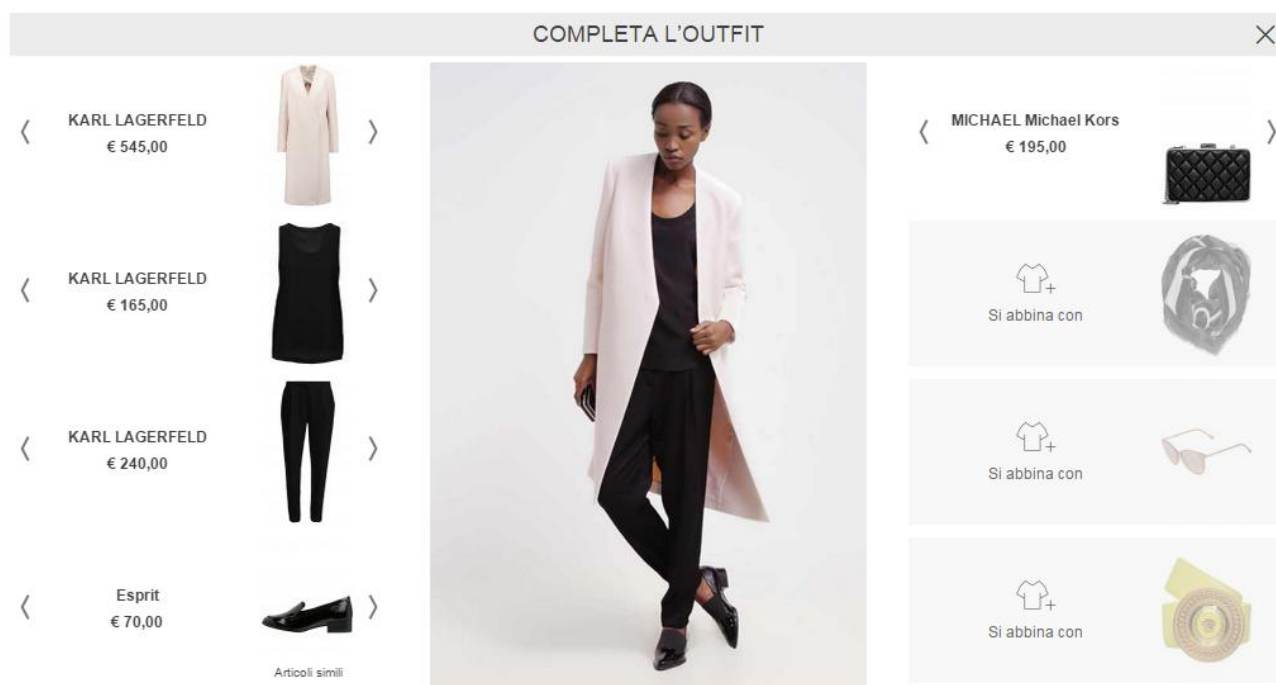 COMPLETA L'OUTFIT
KARL LAGERFELD
€ 545,00
KARL LAGERFELD
€ 165,00
KARL LAGERFELD
€ 240,00
Esprit
€ 70,00
Articoli simili
MICHAEL Michael Kors
€ 195,00
Si abbina con
Si abbina con
Si abbina con